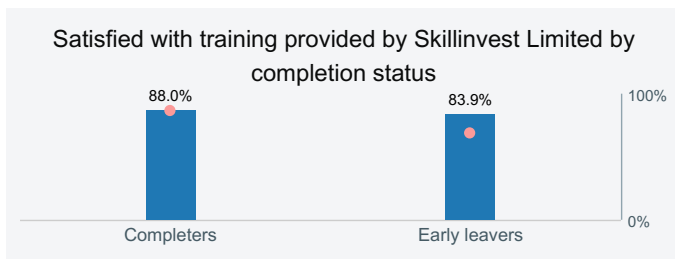 Satisfied with training provided by Skillinvest Limited by
completion status
88.0%
83.9%
100%
0%
Completers
Early leavers